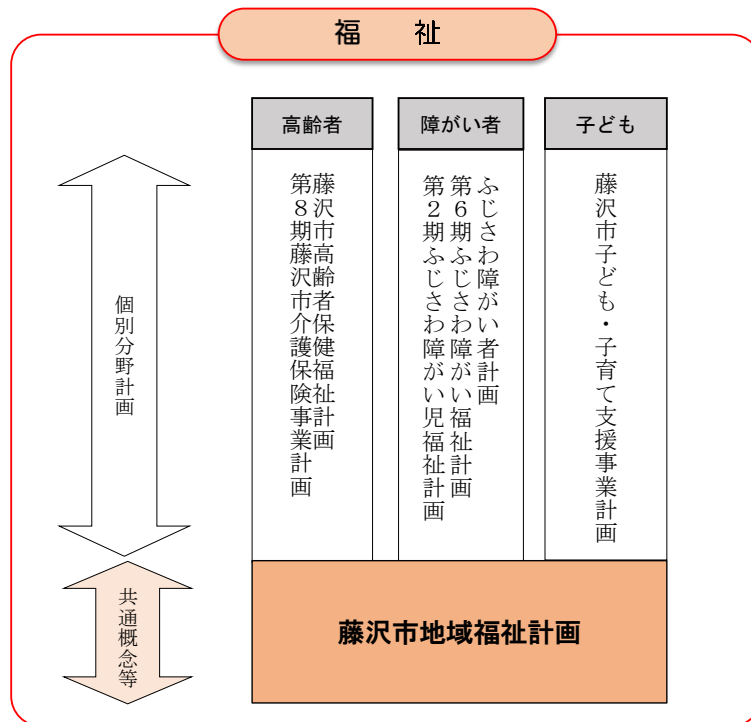 福　祉
高齢者
障がい者
子ども
個別分野計画
藤沢市高齢者保健福祉計画
第８期藤沢市介護保険事業計画
ふじさわ障がい者計画
第６期ふじさわ障がい福祉計画
第２期ふじさわ障がい児福祉計画
藤沢市子ども・子育て支援事業計画
共通概念等
藤沢市地域福祉計画